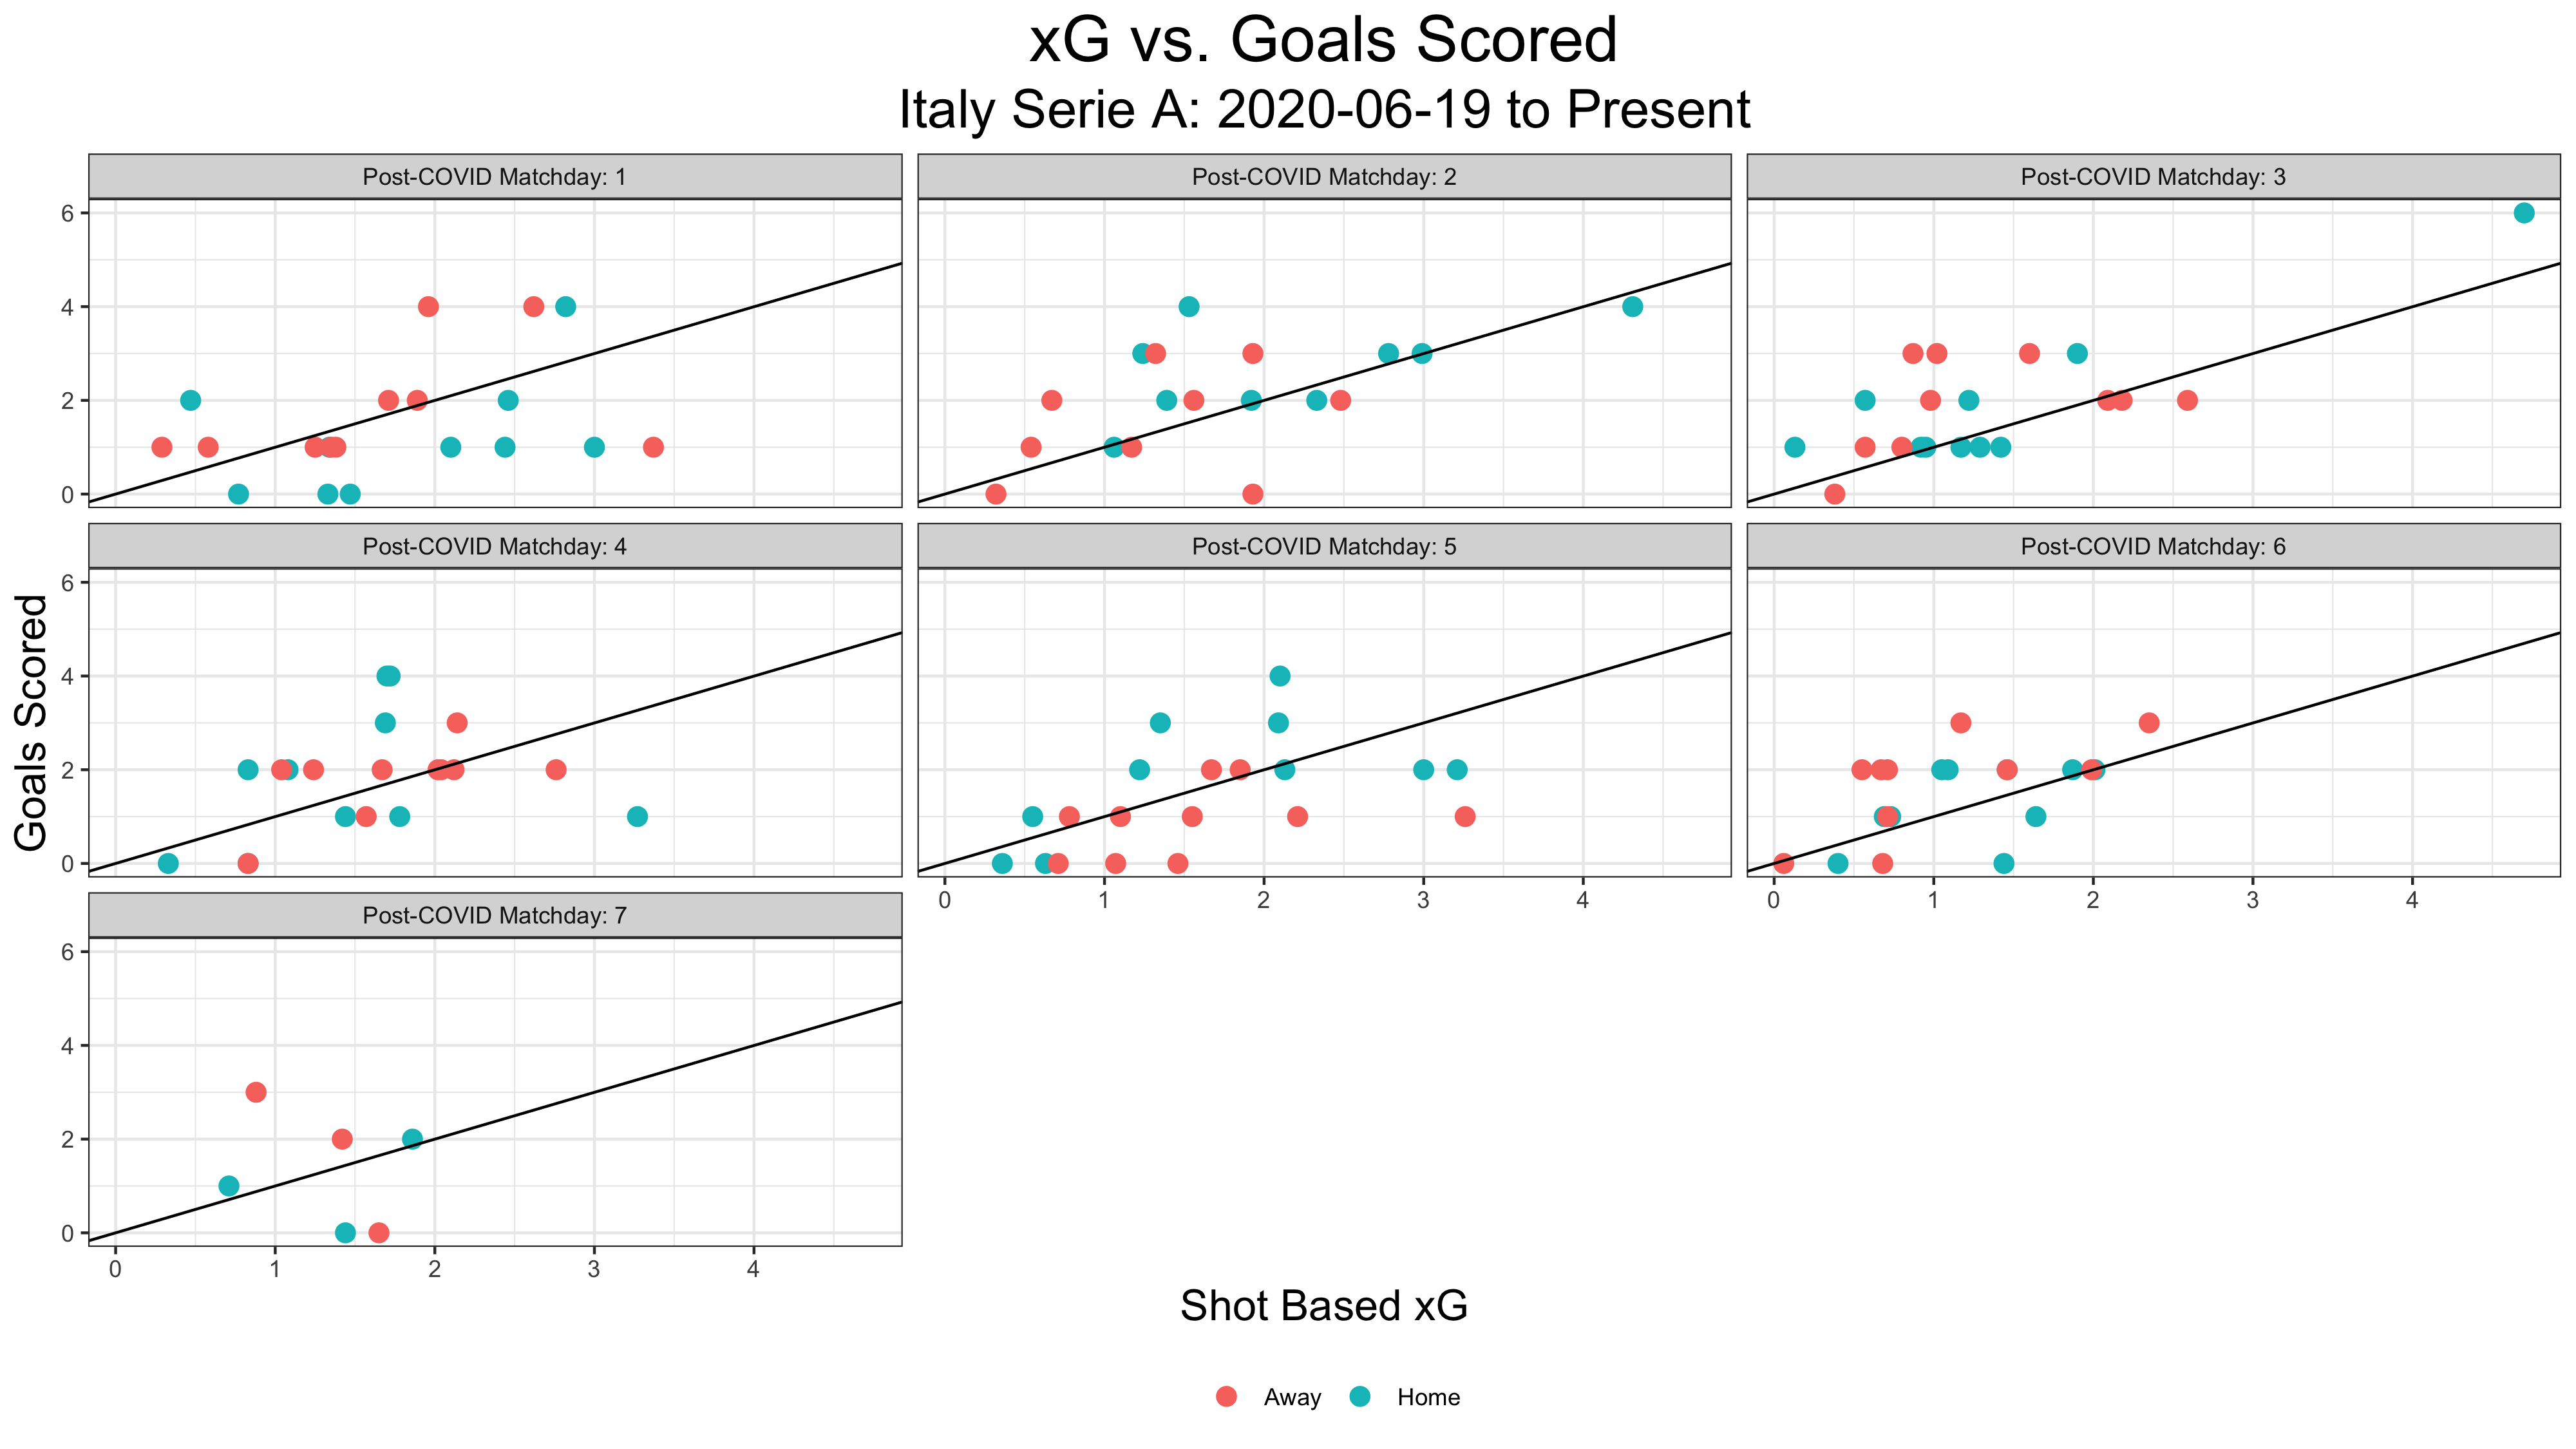 xG vs. Goals Scored
Italy Serie A: 2020-06-19 to Present
Post-COVID Matchday: 1
Post-COVID Matchday: 2
Post-COVID Matchday: 3
6
4
2
0
Post-COVID Matchday: 4
Post-COVID Matchday: 5
Post-COVID Matchday: 6
Goals Scored
6
4
2
0
0 1 2 3 4
0 1 2 3 4
Post-COVID Matchday: 7
6
4
2
0
0 1 2 3 4
Shot Based xG
Away Home